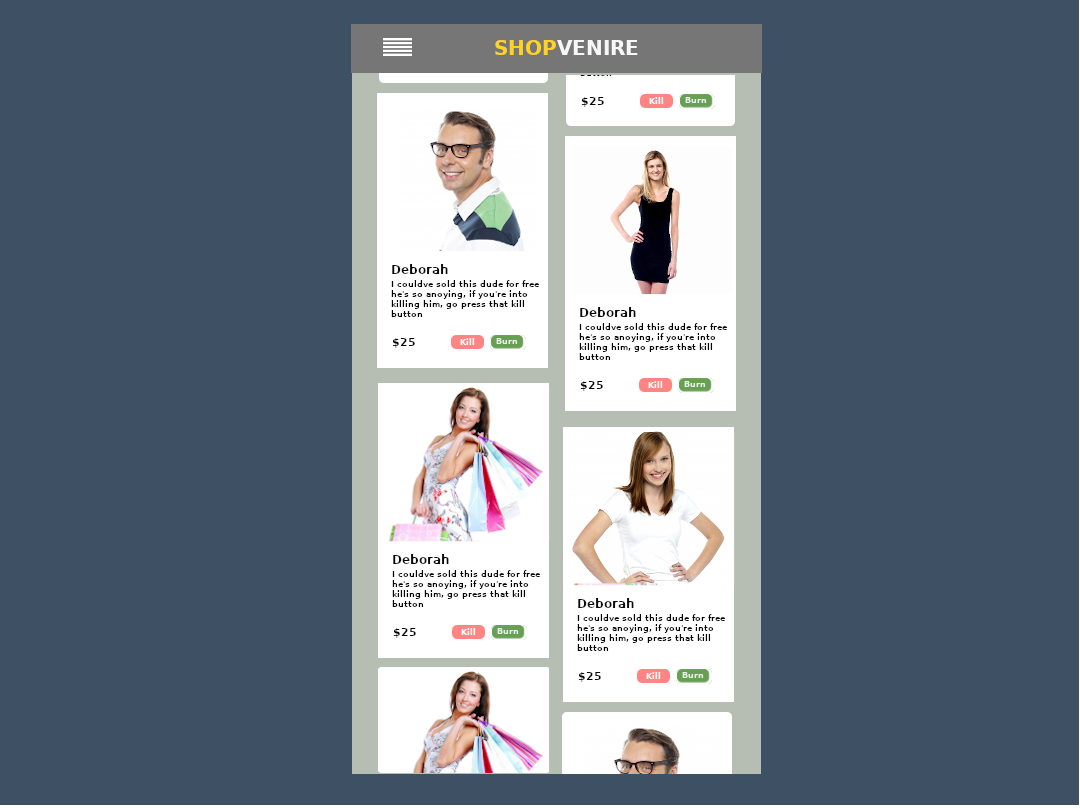 SHOPVENIRE
$25 Kill Burn
Deborah
I couldve sold this dude for free
he's so anoying, if you're into
killing him, go press that kill
button
$25 Kill Burn
Deborah
I couldve sold this dude for free
he's so anoying, if you're into
killing him, go press that kill
button
$25 Kill Burn
Deborah
I couldve sold this dude for free
he's so anoying, if you're into
killing him, go press that kill
button
$25 Kill Burn
Deborah
I couldve sold this dude for free
he's so anoying, if you're into
killing him, go press that kill
button
$25 Kill Burn